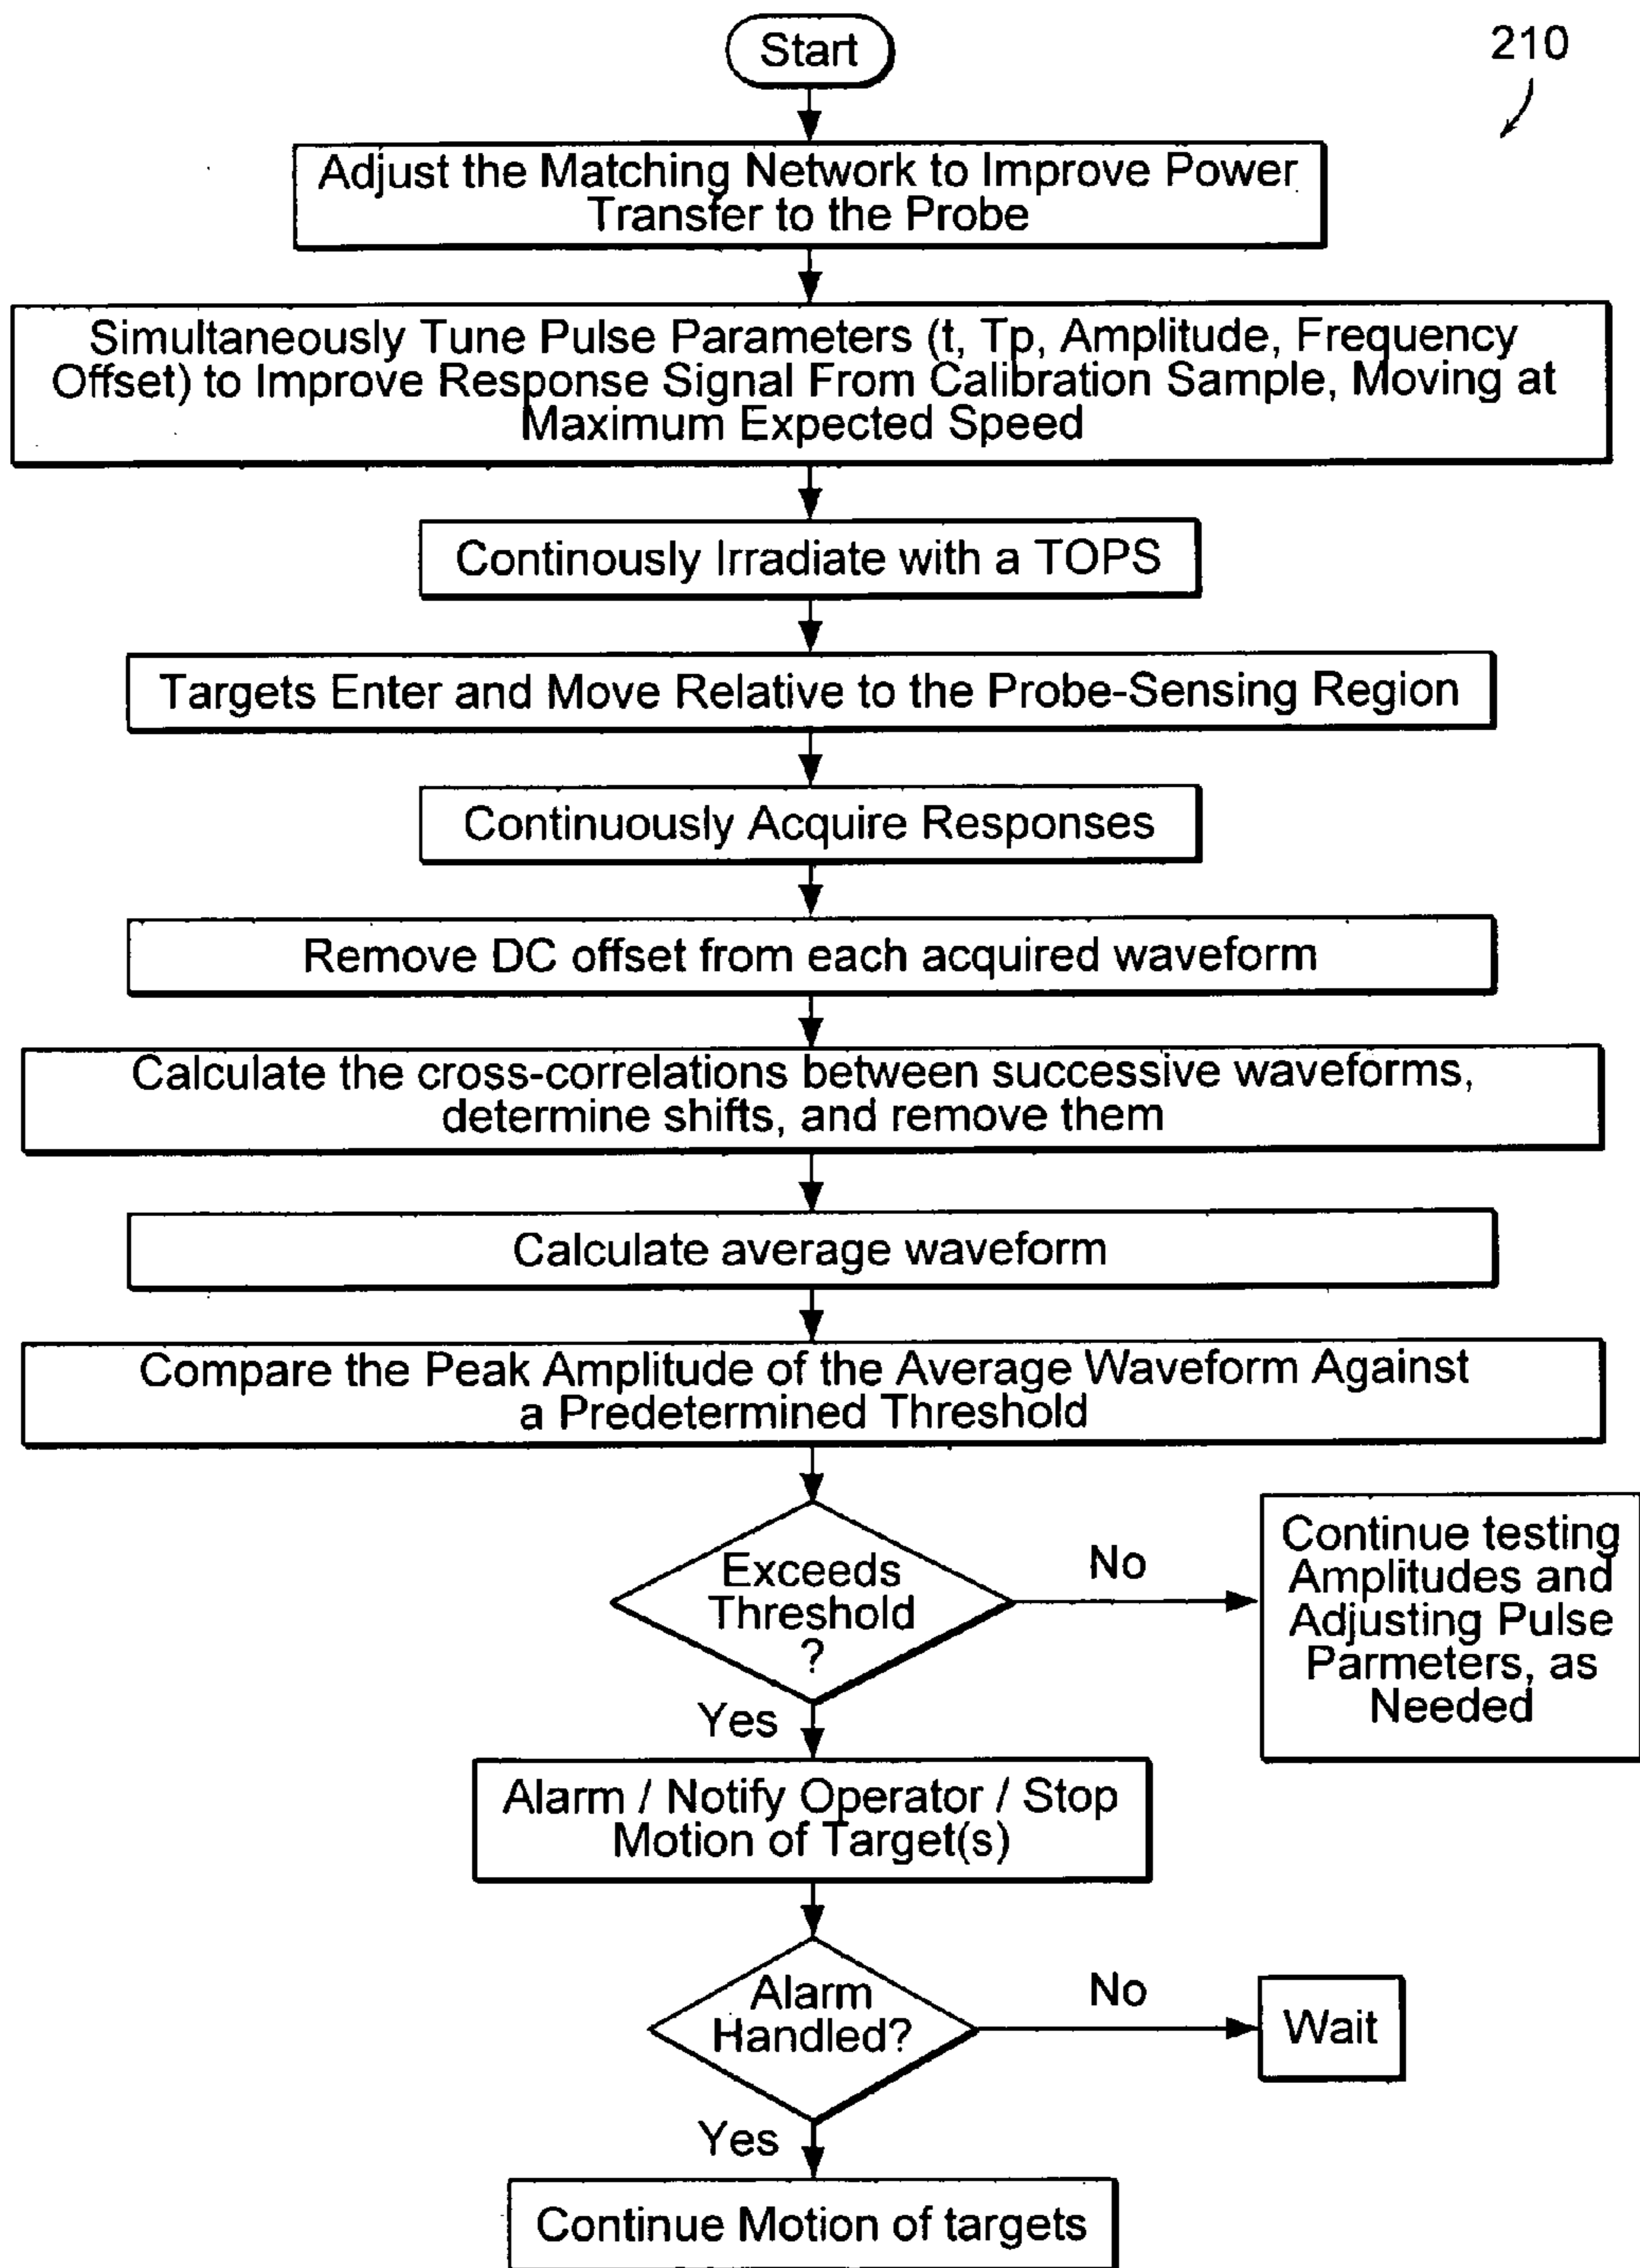 Start
210
Adjust the Matching Network to Improve Power
Transfer to the Probe
Simultaneously Tune Pulse Parameters (t, Tp, Amplitude, Frequency
Offset) to Improve Response Signal From Calibration Sample, Moving at
Maximum Expected Speed
Continously Irradiate with a TOPS
Targets Enter and Move Relative to the Probe-Sensing Region
Continuously Acquire Responses
Remove DC offset from each acquired waveform
Calculate the cross-correlations between successive waveforms,
determine shifts, and remove them
Calculate average waveform
Compare the Peak Amplitude of the Average Waveform Against
a Predetermined Threshold
Exceeds
Threshold
?
No
Continue testing
Amplitudes and
Adjusting Pulse
Parmeters, as
Needed
Yes
Alarm / Notify Operator / Stop
Motion of Target(s)
Alarm
Handled?
No
Wait
Yes
Continue Motion of targets